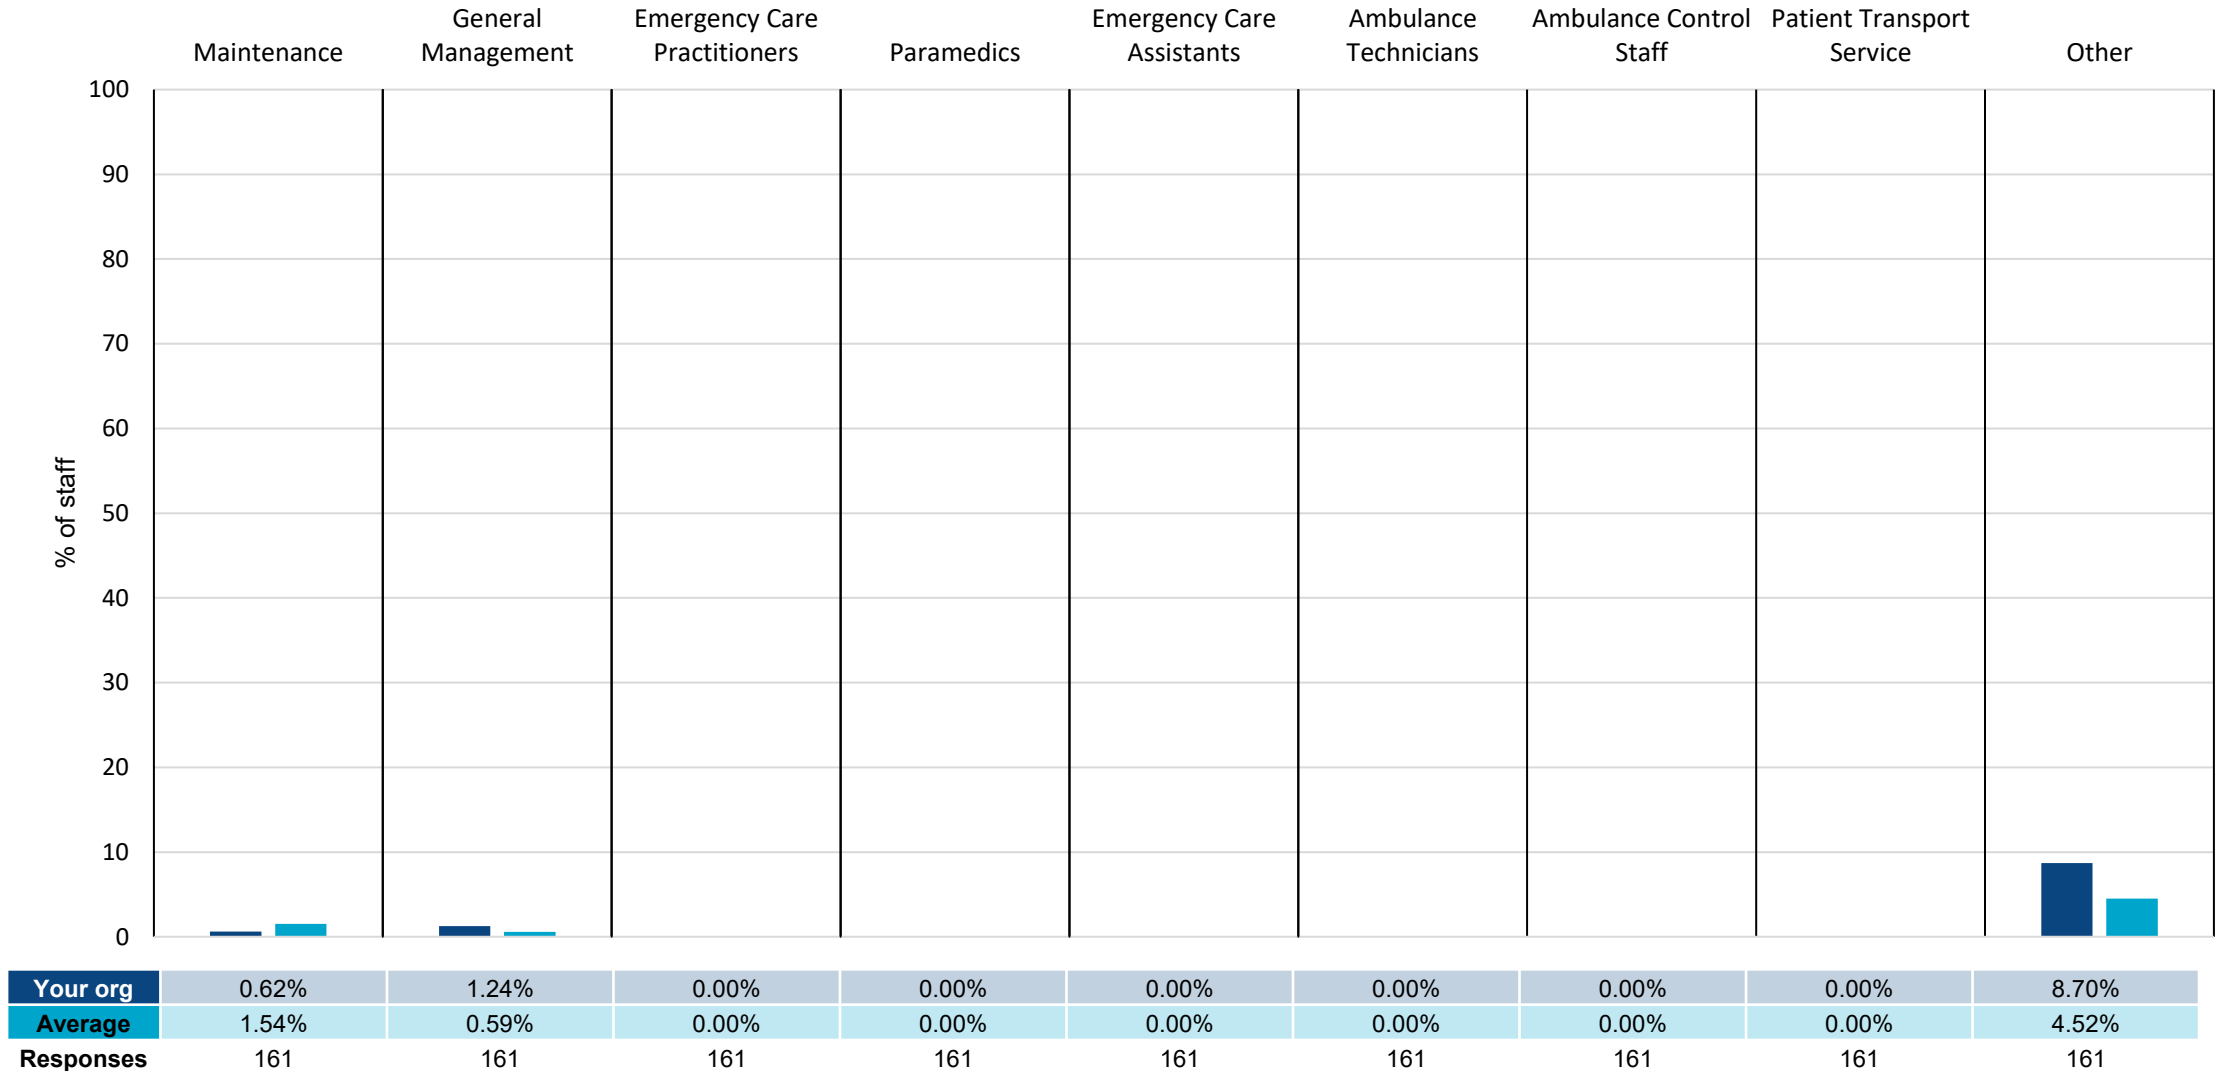 General Emergency Care Emergency Care Ambulance Ambulance Control Patient Transport
Maintenance Management Practitioners Paramedics Assistants Technicians Staff Service Other
100
90
80
70
60
50
40
30
20
10
0
% of staff
Your org 0.62% 1.24% 0.00% 0.00% 0.00% 0.00% 0.00% 0.00% 8.70%
Average 1.54% 0.59% 0.00% 0.00% 0.00% 0.00% 0.00% 0.00% 4.52%
Responses 161 161 161 161 161 161 161 161 161